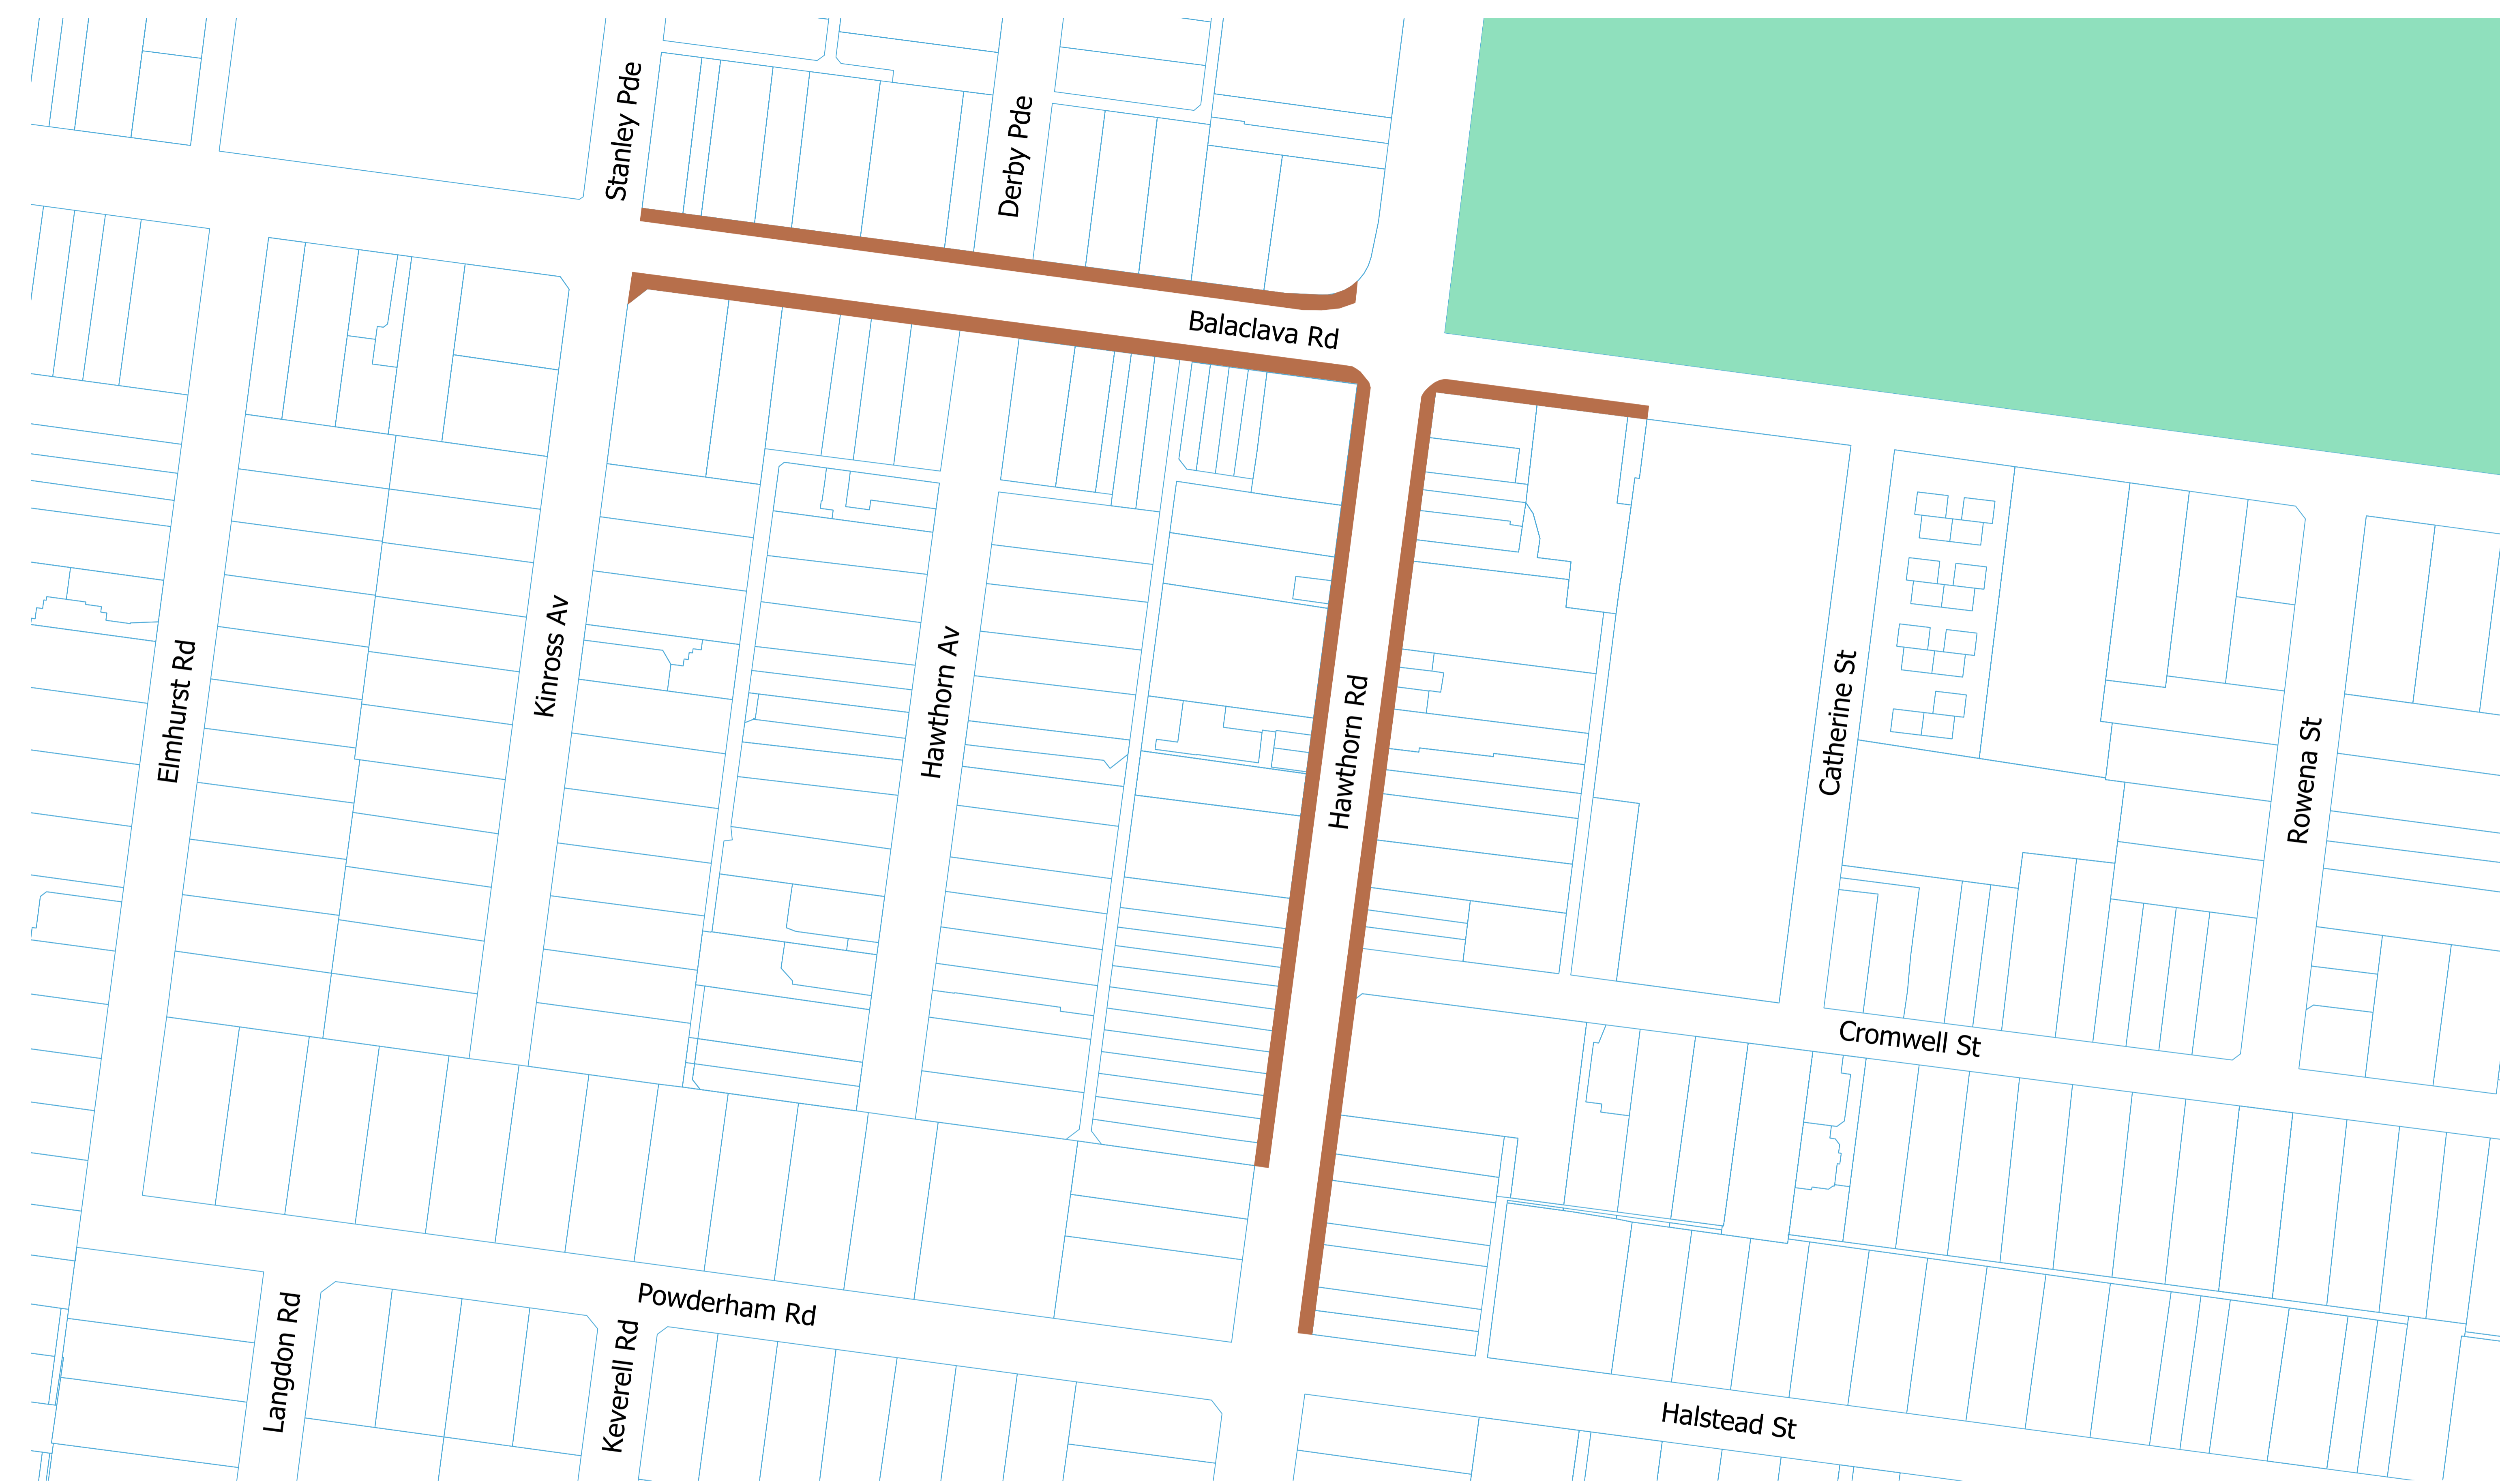 Stanley Pde
Derby Pde
Balaclava Rd
Elmhurst Rd
Kinross Av
Hawthorn Av
Hawthorn Rd
Catherine St
Rowena St
Cromwell St
Powderham Rd
Langdon Rd
Keverell Rd
Halstead St